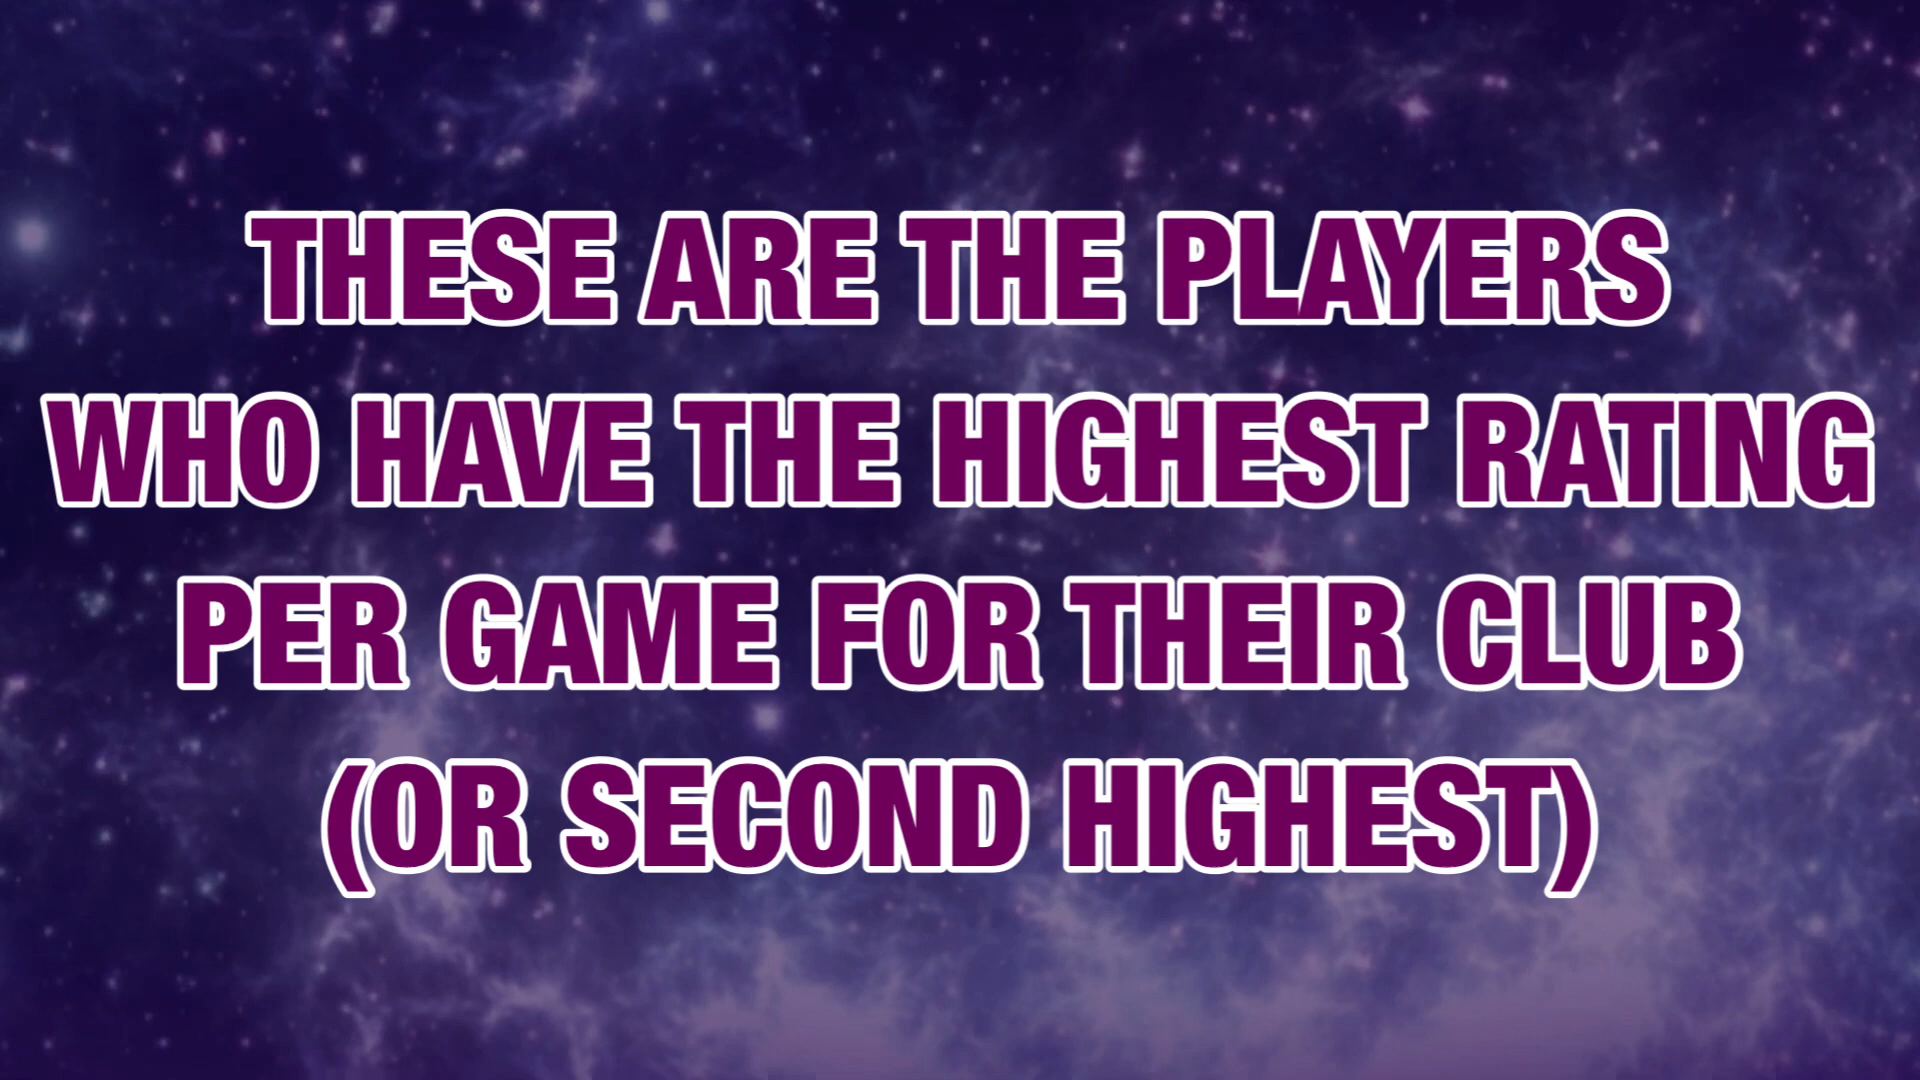 THESE ARE THE PLAYERS
WHO HAVE THE HIGHEST RATING
PER GAME FOR THEIR CLUB
(OR SECOND HIGHEST)